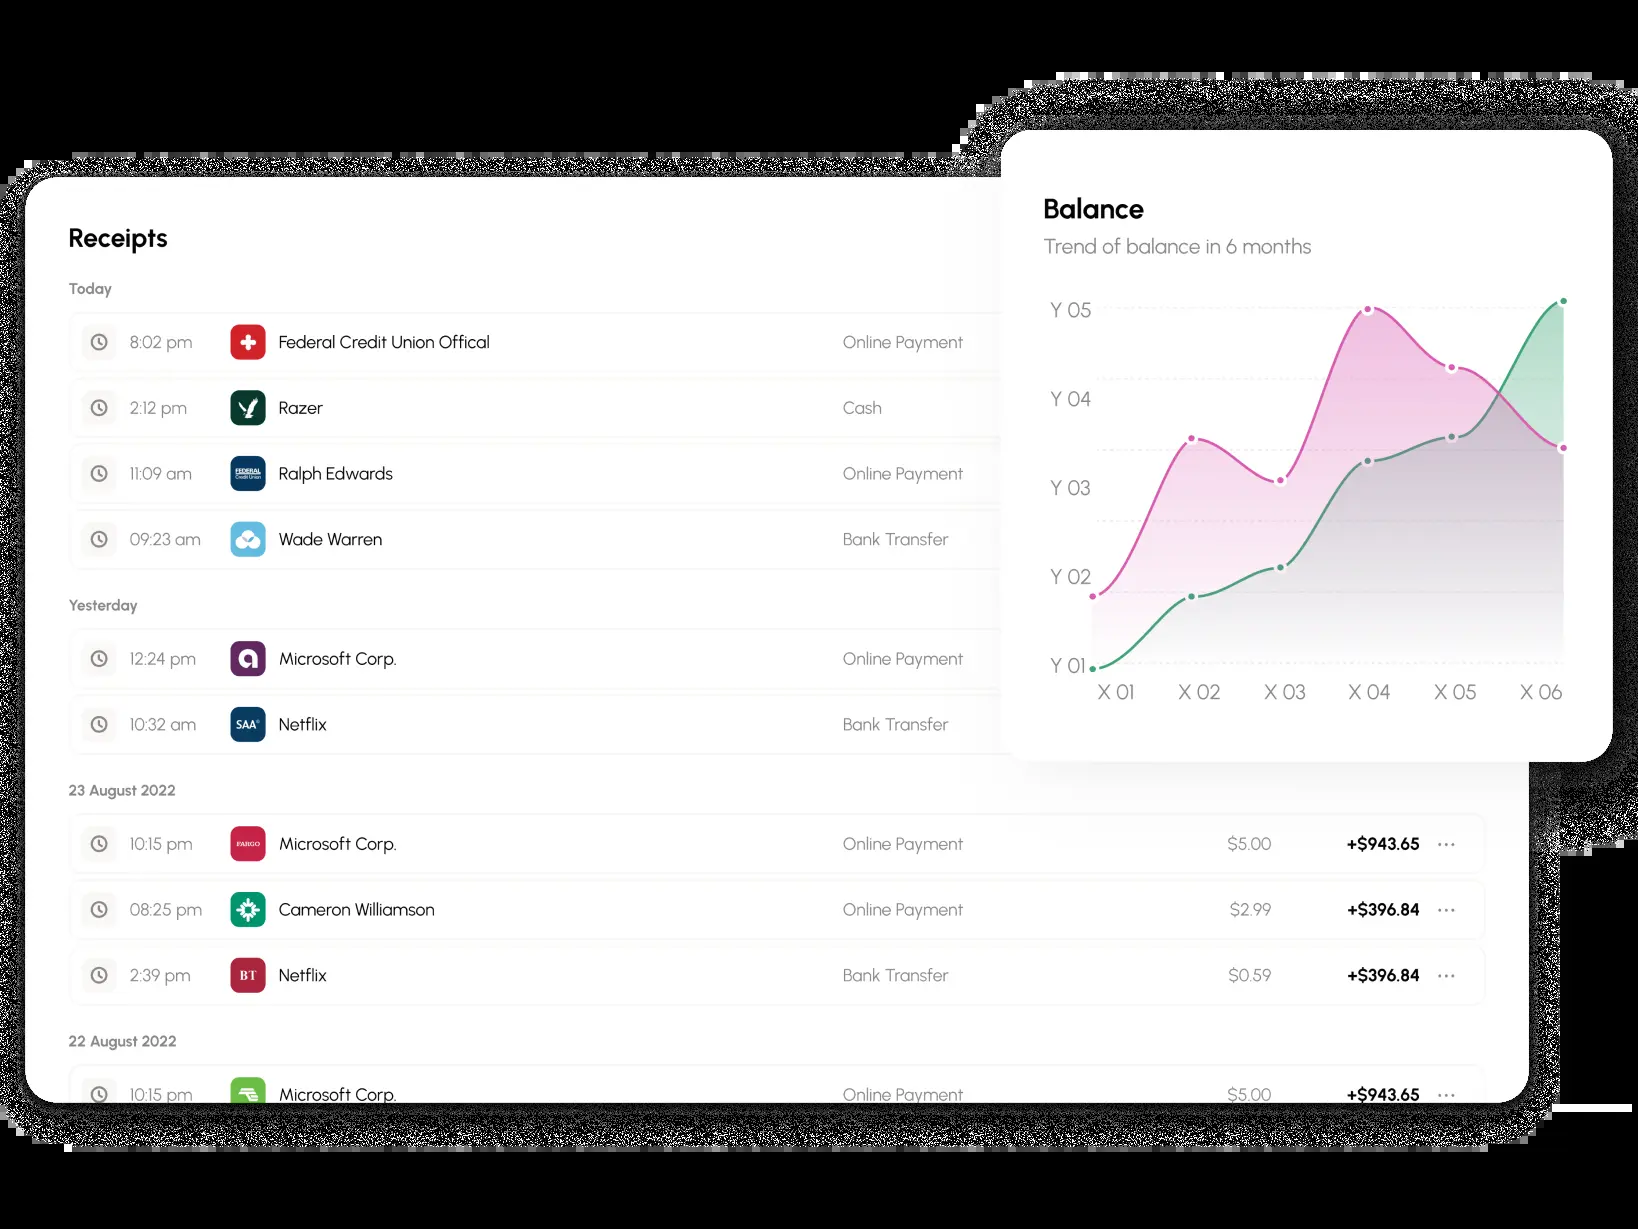 Receipts
Today
8:02 pm Federal Credit Union Offical Online Payment
2:12 pm Razer Cash
11:09 am FEDERAL Credit Union Ralph Edwards Online Payment
09:23 am Wade Warren Bank Transfer
Yesterday
12:24 pm a Microsoft Corp. Online Payment
10:32 am SAA Netflix Bank Transfer
23 August 2022
10:15 pm FARGO Microsoft Corp. Online Payment $5.00 +$943.65 ...
08:25 pm Cameron Williamson Online Payment $2.99 +$396.84 ...
2:39 pm BT Netflix Bank Transfer $0.59 +$396.84 ...
22 August 2022
10:15 pm Microsoft Corp. Online Payment $5.00 +$943.65 ...
Balance
Trend of balance in 6 months
Y 05
Y 04
Y 03
Y 02
Y 01
X 01 X 02 X 03 X 04 X 05 X 06